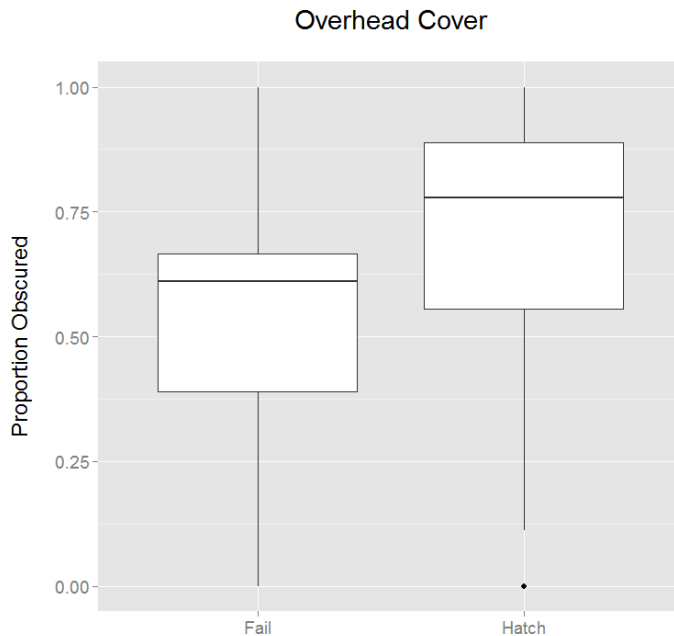 Overhead Cover
Proportion Obscured
1.00
0.75
0.50
0.25
0.00
Fail
Hatch